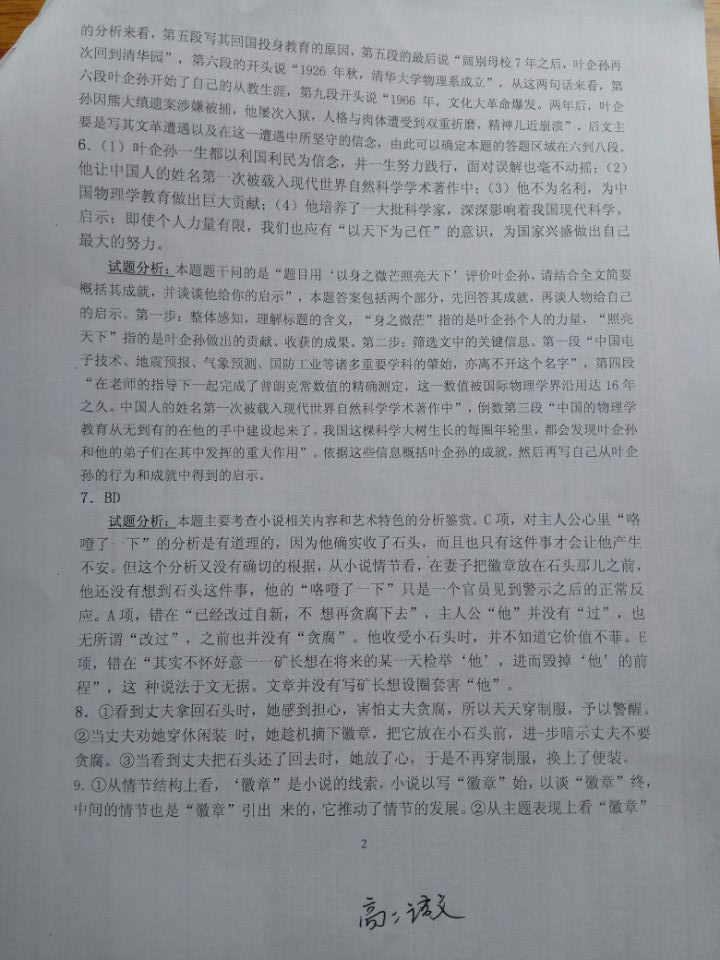 的分析来看，第五段写其回国投身教育的原因，第五段的最后说“阔别母校 7 年之后，叶企孙再
次回到清华园”，第六段的开头说“1926 年秋，清华大学物理系成立”，从这两句话来看，第
六段叶企孙开始了自己的从教生涯，第九段开头说“1966 年，文化大革命爆发。两年后，叶企
孙因熊大缜遗案涉嫌被捕，他屡次入狱，人格与肉体遭受到双重折磨，精神几近崩溃”，后文主
要是写其文革遭遇以及在这一遭遇中所坚守的信念，由此可以确定本题的答题区域在六到八段。
6．（1）叶企孙一生都以利国利民为信念，并一生努力践行，面对误解也毫不动摇；（2）
他让中国人的姓名第一次被载入现代世界自然科学学术著作中；（3）他不为名利，为中
国物理学教育做出巨大贡献；（4）他培养了一大批科学家，深深影响着我国现代科学。
启示：即使个人力量有限，我们也应有“以天下为己任”的意识，为国家兴盛做出自己
最大的努力。
试题分析：本题题干问的是“题目用‘以身之微芒照亮天下’评价叶企孙，请结合全文简要
概括其成就，并谈谈他给你的启示”，本题答案包括两个部分，先回答其成就，再谈人物给自己
的启示。第一步：整体感知，理解标题的含义，“身之微茫”指的是叶企孙个人的力量，“照亮
天下”指的是叶企孙做出的贡献、收获的成果。第二步：筛选文中的关键信息。第一段“中国电
子技术、地震预报、气象预测、国防工业等诸多重要学科的肇始，亦离不开这个名字”，第四段
“在老师的指导下一起完成了普朗克常数值的精确测定，这一数值被国际物理学界沿用达 16 年
之久。中国人的姓名第一次被载入现代世界自然科学学术著作中”，倒数第三段“中国的物理学
教育从无到有的在他的手中建设起来了。我国这棵科学大树生长的每圈年轮里，都会发现叶企孙
和他的弟子们在其中发挥的重大作用”。依据这些信息概括叶企孙的成就，然后再写自己从叶企
孙的行为和成就中得到的启示。
7．BD
试题分析：本题主要考查小说相关内容和艺术特色的分析鉴赏。C 项，对主人公心里“咯
噔了一下”的分析是有道理的，因为他确实收了石头，而且也只有这件事才会让他产生
不安。但这个分析又没有确切的根据，从小说情节看，在妻子把徽章放在石头那儿之前，
他还没有想到石头这件事，他的“咯噔了一下”只是一个官员见到警示之后的正常反
应。A 项，错在“已经改过自新，不 想再贪腐下去”，主人公“他”并没有“过”，也
无所谓“改过”，之前也并没有“贪腐”。他收受小石头时，并不知道它价值不菲。E
项，错在“其实不怀好意——矿长想在将来的某一天检举‘他’，进而毁掉‘他’的前
程”，这 种说法于文无据。文章并没有写矿长想设圈套害“他”。
8．①看到丈夫拿回石头时，她感到担心，害怕丈夫贪腐，所以天天穿制服，予以警醒。
②当丈夫劝她穿休闲装 时，她趁机摘下徽章，把它放在小石头前，进一步暗示丈夫不要
贪腐。③当看到丈夫把石头还了回去时，她放了心，于是不再穿制服，换上了便装。
9. ①从情节结构上看，‘徽章”是小说的线索，小说以写“徽章”始，以谈“徽章”终，
中间的情节也是“徽章”引出 来的，它推动了情节的发展。②从主题表现上看“徽章”
2
高二语文